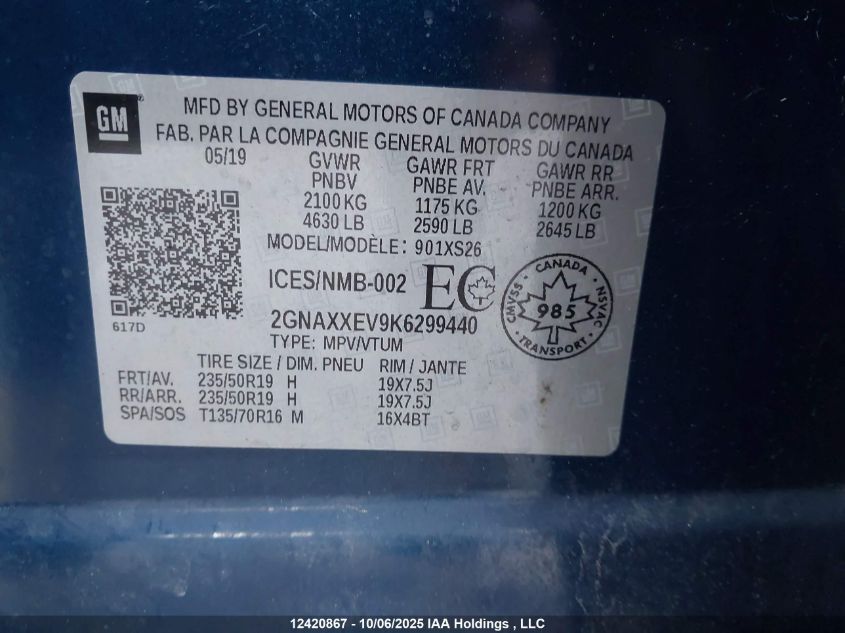 GM
MFD BY GENERAL MOTORS OF CANADA COMPANY
FAB. PAR LA COMPAGNIE GENERAL MOTORS DU CANADA
05/19 GVWR GAWR FRT GAWR RR
PNBV PNBE AV. PNBE ARR.
2100 KG 1175 KG 1200 KG
4630 LB 2590 LB 2645 LB
MODEL/MODÈLE: 901XS26
ICES/NMB-002 EC
CANADA
CMVSS 985 NSVAC
TRANSPORT
617D
2GNAXXEV9K6299440
TYPE: MPV/VTUM
TIRE SIZE / DIM. PNEU RIM / JANTE
FRT/AV. 235/50R19 H 19X7.5J
RR/ARR. 235/50R19 H 19X7.5J
SPA/SOS T135/70R16 M 16X4BT
12420867 - 10/06/2025 IAA Holdings , LLC